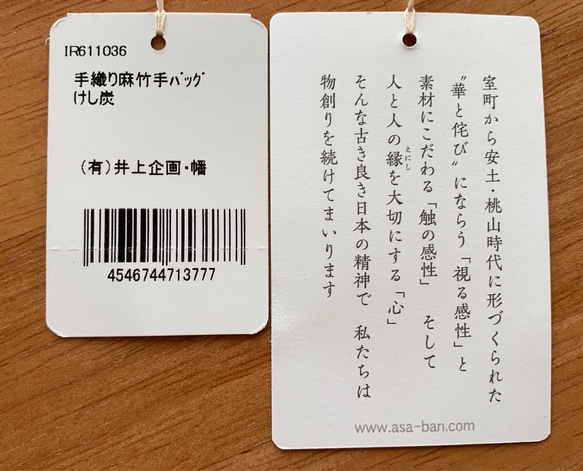 IR611036
手織り麻竹手ﾊﾞｯｸﾞ
けし炭
(有)井上企画・幡
4546744713777
室町から安土・桃山時代に形づくられた
“華と侘び”にならう「視る感性」と
素材にこだわる「触の感性」 そして
人と人の縁を大切にする「心」
えにし
そんな古き良き日本の精神で 私たちは
物創りを続けてまいります
www.asa-ban.com